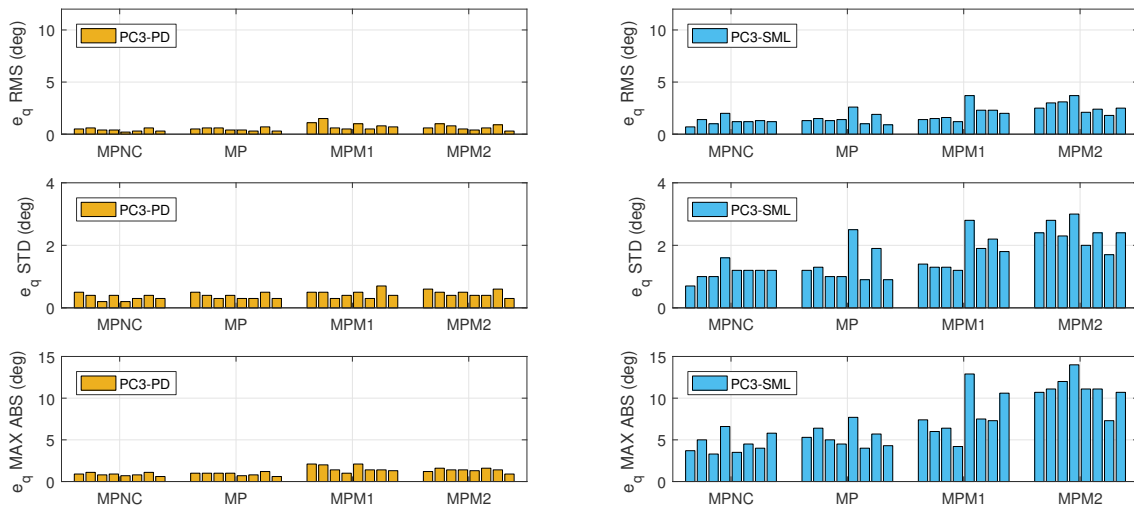 e_q RMS (deg)
10
5
0
PC3-PD
MPNC MP MPM1 MPM2
e_q RMS (deg)
10
5
0
PC3-SML
MPNC MP MPM1 MPM2
e_q STD (deg)
4
2
0
PC3-PD
MPNC MP MPM1 MPM2
e_q STD (deg)
4
2
0
PC3-SML
MPNC MP MPM1 MPM2
e_q MAX ABS (deg)
15
10
5
0
PC3-PD
MPNC MP MPM1 MPM2
e_q MAX ABS (deg)
15
10
5
0
PC3-SML
MPNC MP MPM1 MPM2